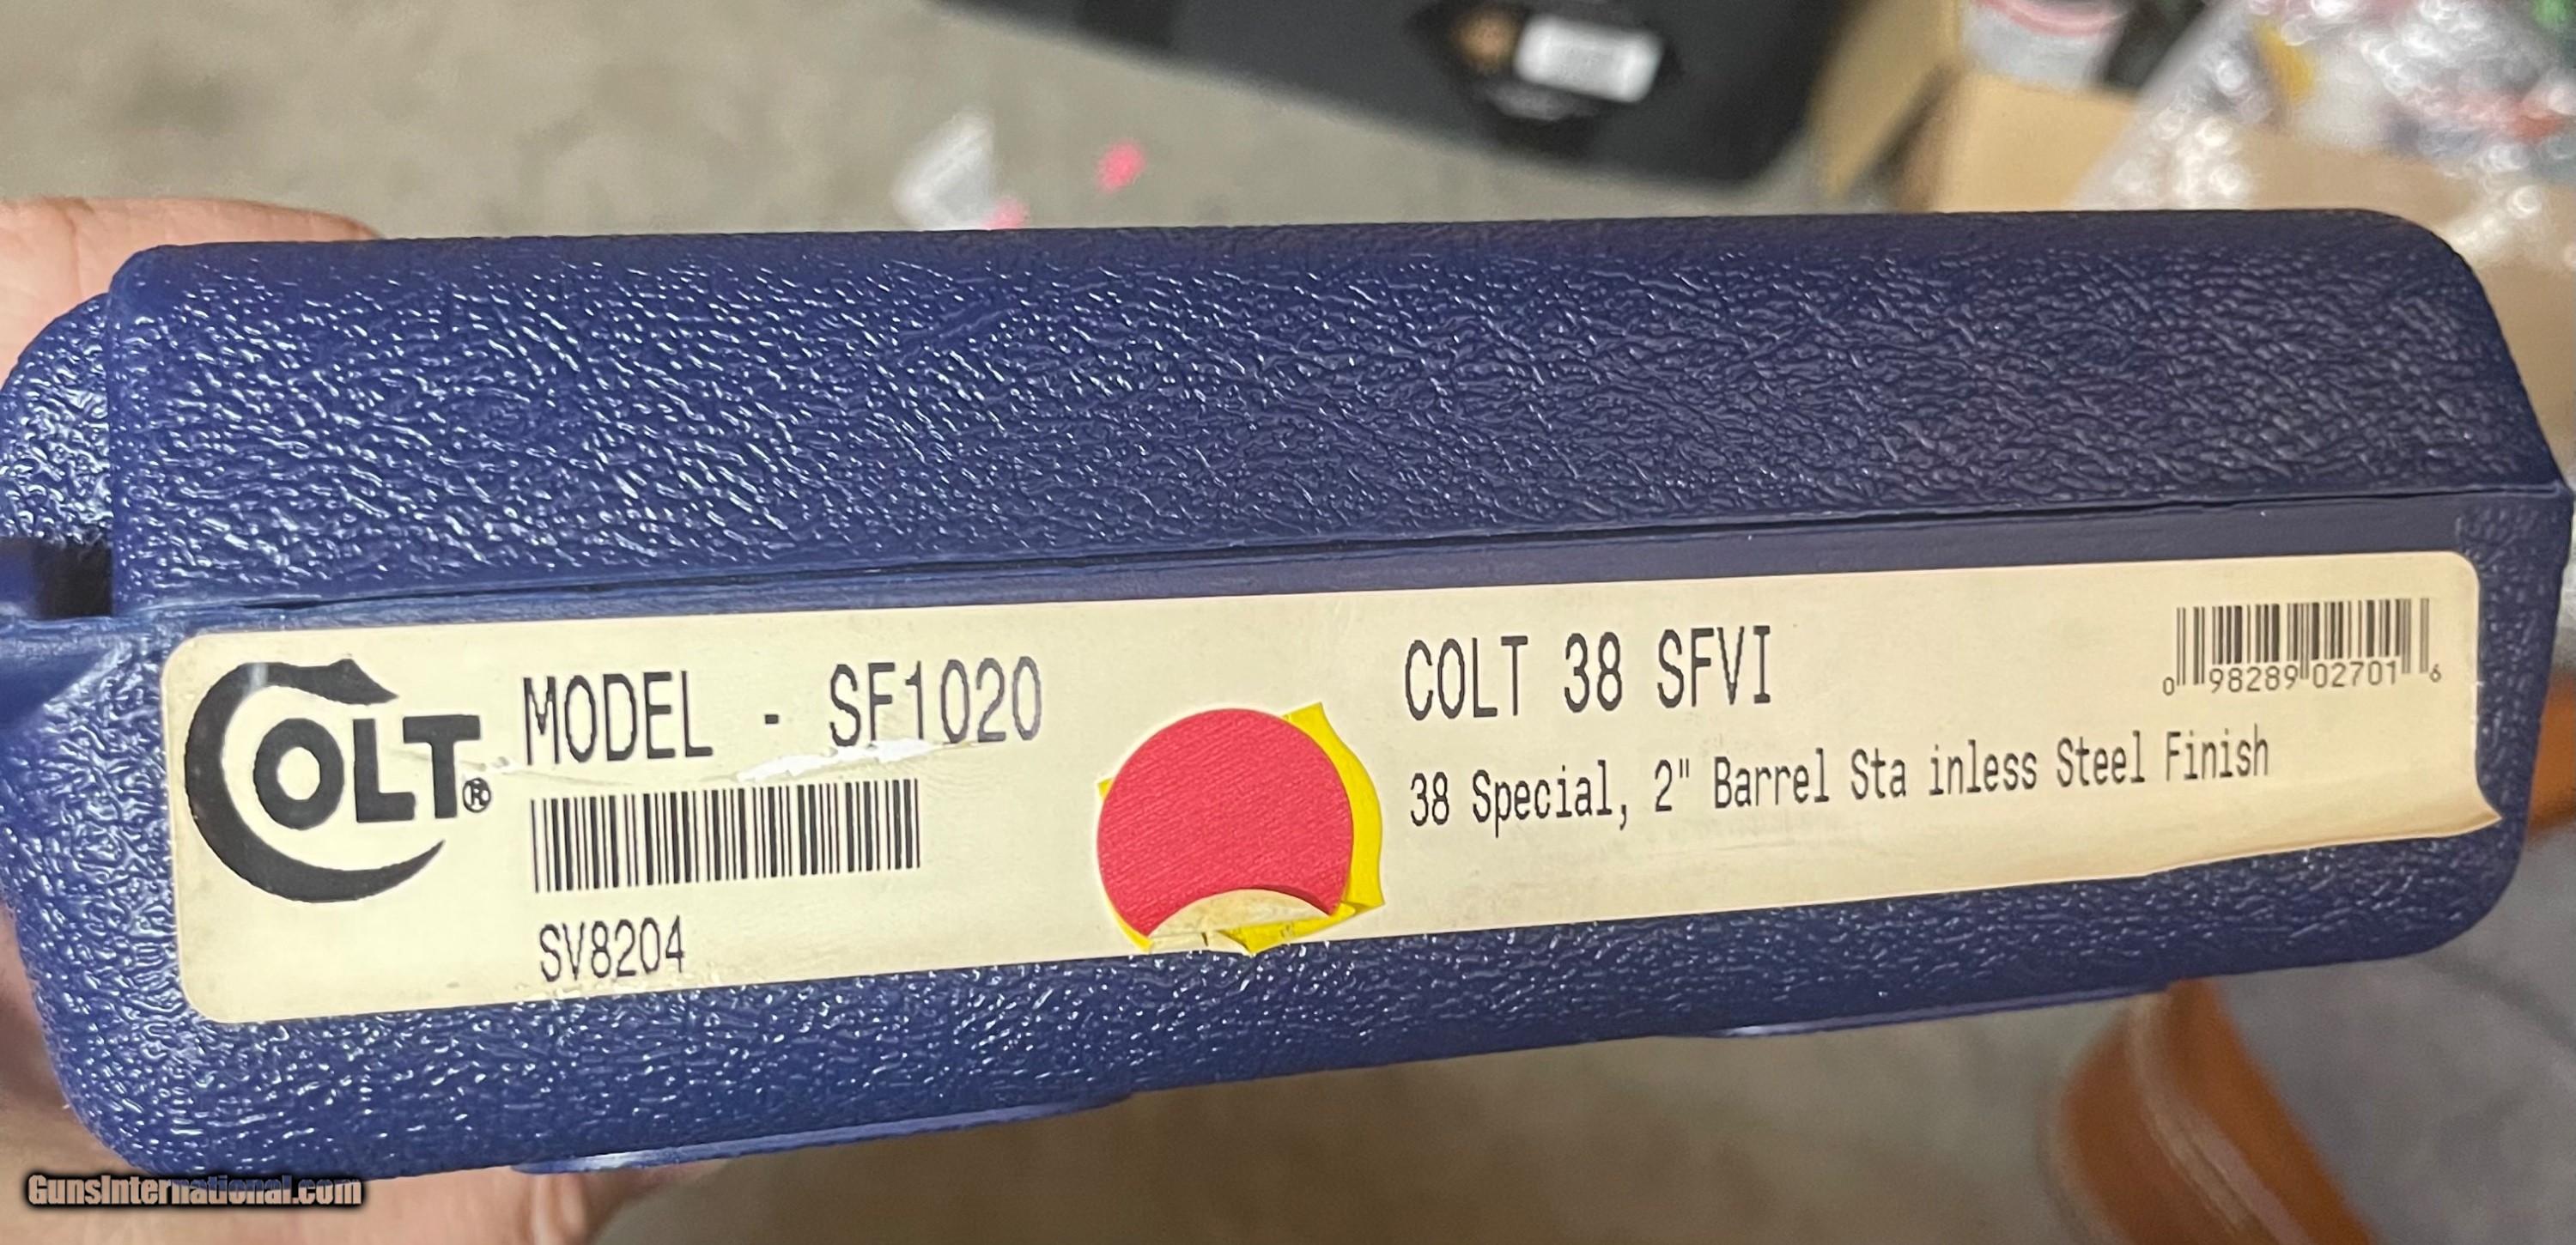 COLT®
MODEL - SF1020
SV8204
COLT 38 SFVI
38 Special, 2" Barrel Sta inless Steel Finish
0 98289 02701 6
GunsInternational.com